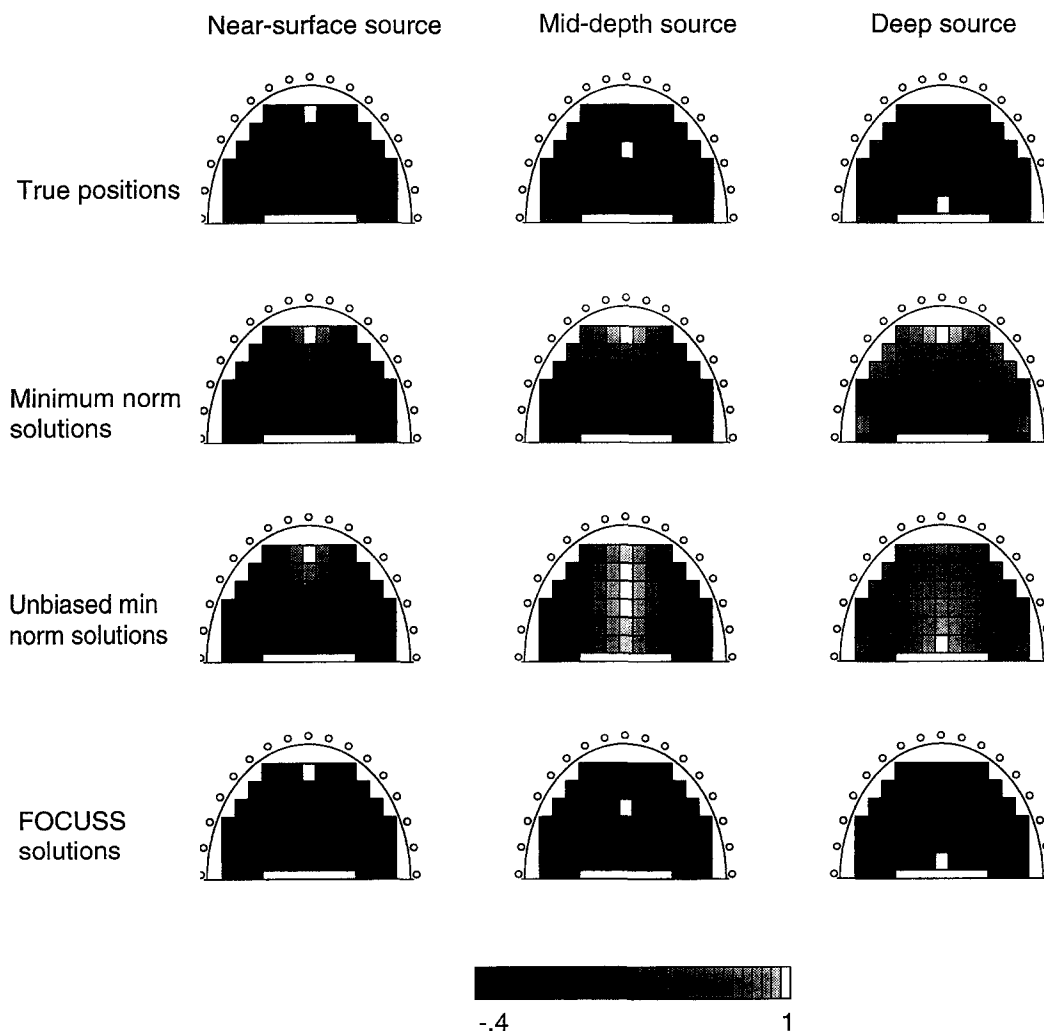 Near-surface source
Mid-depth source
Deep source
True positions
Minimum norm
solutions
Unbiased min
norm solutions
FOCUSS
solutions
-.4
1